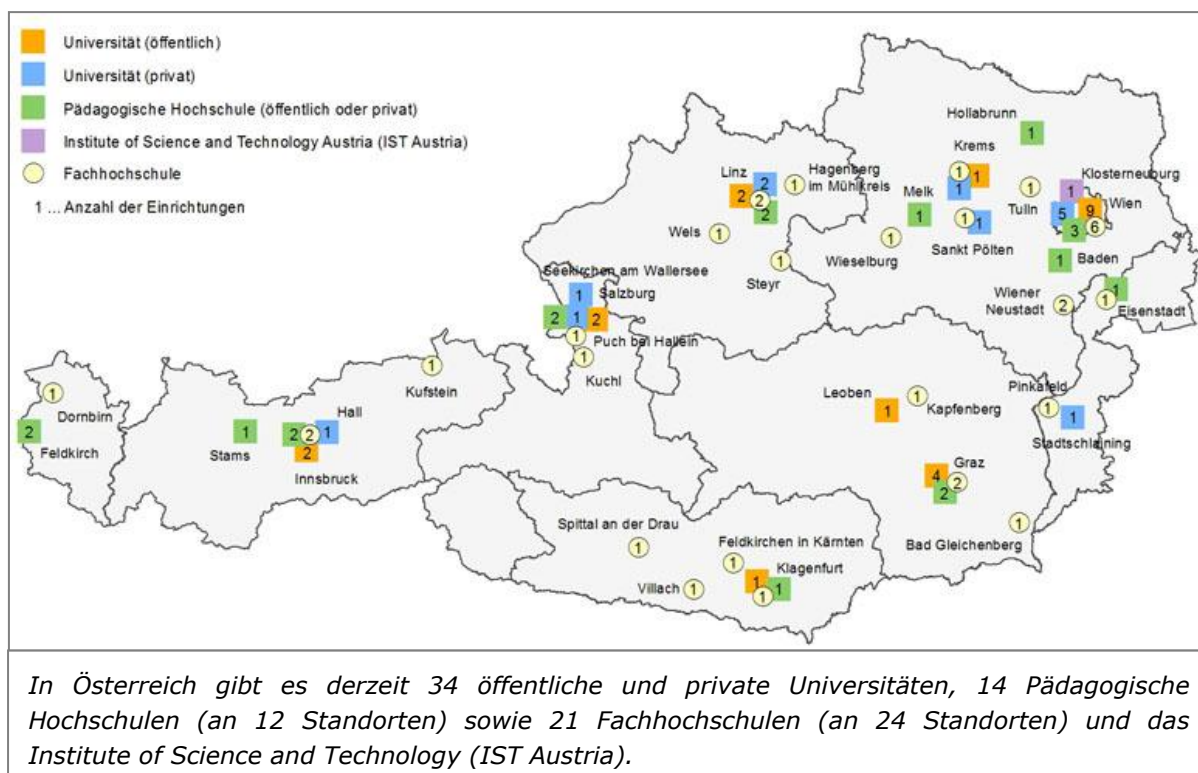 Universität (öffentlich)
Universität (privat)
Pädagogische Hochschule (öffentlich oder privat)
Institute of Science and Technology Austria (IST Austria)
Fachhochschule
1 ... Anzahl der Einrichtungen
Hollabrunn
1
Krems
1
1
1
Klosterneuburg
1
Linz
2
2
2
2
Hagenberg
im Mühlkreis
1
Melk
1
Tulln
1
Wien
5
9
3
6
Wels
1
Sankt Pölten
1
1
Wieselburg
1
Baden
1
Steyr
1
Seekirchen am Wallersee
1
Salzburg
2
1
2
Wiener
Neustadt
2
Eisenstadt
1
1
Puch bei Hallein
1
Kuchl
1
Kufstein
1
Dornbirn
1
Feldkirch
2
Stams
1
Hall
1
2
2
2
Innsbruck
Leoben
1
Kapfenberg
1
Pinkafeld
1
Stadtschlaining
1
Graz
4
2
2
Bad Gleichenberg
1
Spittal an der Drau
1
Feldkirchen in Kärnten
1
Villach
1
Klagenfurt
1
1
1
In Österreich gibt es derzeit 34 öffentliche und private Universitäten, 14 Pädagogische
Hochschulen (an 12 Standorten) sowie 21 Fachhochschulen (an 24 Standorten) und das
Institute of Science and Technology (IST Austria).